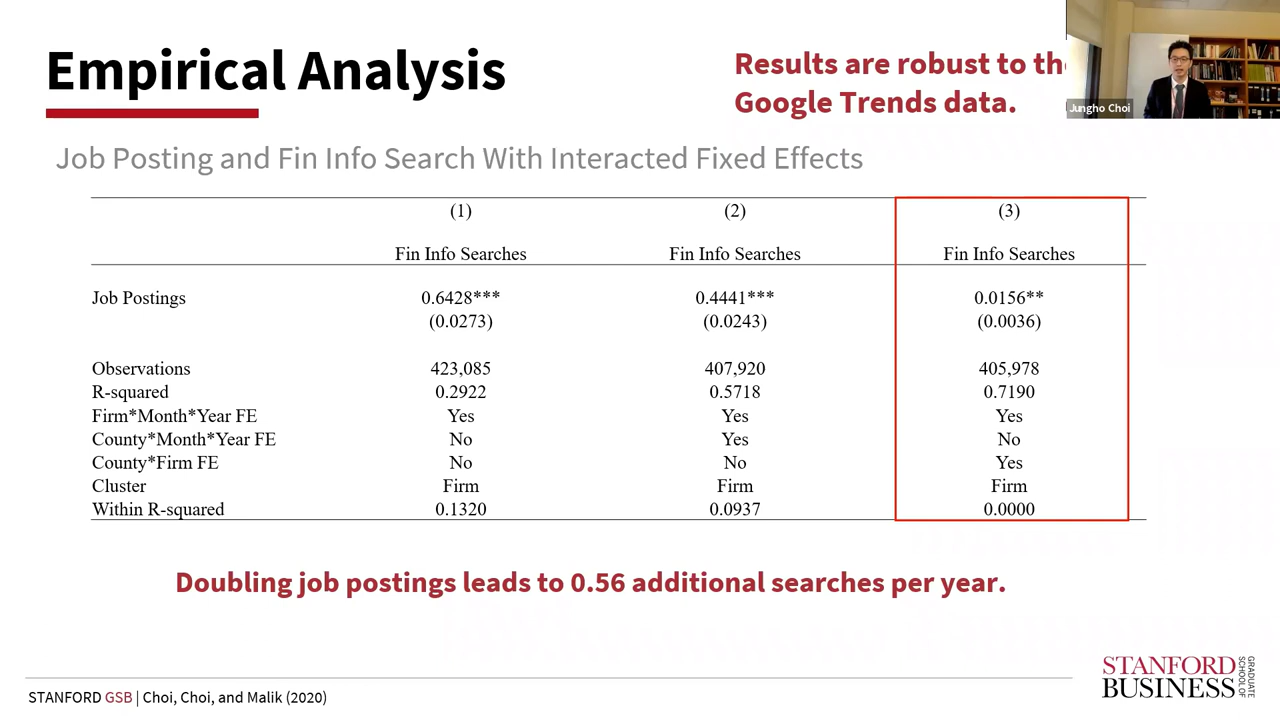 Empirical Analysis
Results are robust to the
Google Trends data.
Jungho Choi
Job Posting and Fin Info Search With Interacted Fixed Effects
(1) (2) (3)
Fin Info Searches Fin Info Searches Fin Info Searches
Job Postings 0.6428*** 0.4441*** 0.0156**
(0.0273) (0.0243) (0.0036)
Observations 423,085 407,920 405,978
R-squared 0.2922 0.5718 0.7190
Firm*Month*Year FE Yes Yes Yes
County*Month*Year FE No Yes No
County*Firm FE No No Yes
Cluster Firm Firm Firm
Within R-squared 0.1320 0.0937 0.0000
Doubling job postings leads to 0.56 additional searches per year.
STANFORD GSB | Choi, Choi, and Malik (2020)
STANFORD
BUSINESS
GRADUATE
SCHOOL OF